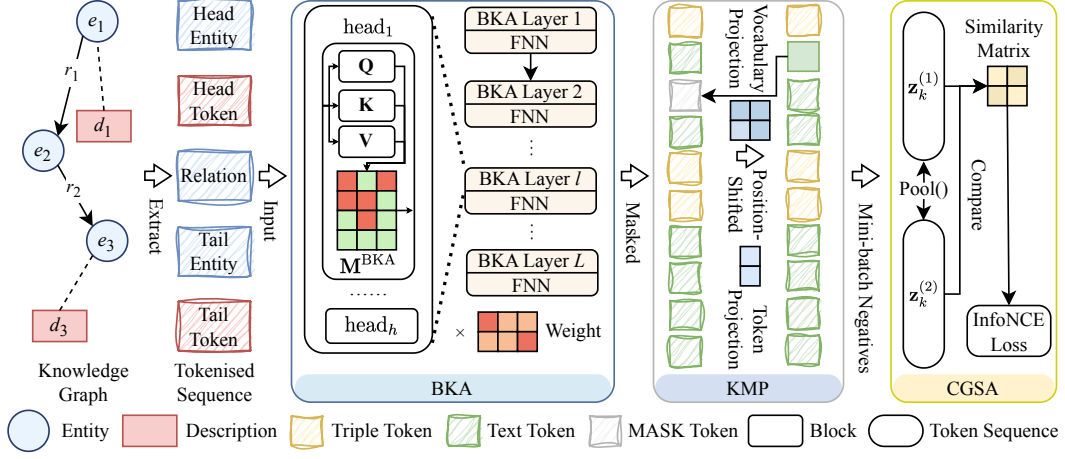 e1
r1
d1
e2
r2
e3
d3
Knowledge
Graph
Extract
Head
Entity
Head
Token
Relation
Tail
Entity
Tail
Token
Tokenised
Sequence
Input
head1
Q
K
V
M^BKA
······
headh
BKA Layer 1
FNN
BKA Layer 2
FNN
BKA Layer l
FNN
BKA Layer L
FNN
× Weight
BKA
Masked
Vocabulary
Projection
Position-
Shifted
Token
Projection
KMP
Mini-batch Negatives
z_k^(1)
Pool()
z_k^(2)
Compare
Similarity
Matrix
InfoNCE
Loss
CGSA
Entity
Description
Triple Token
Text Token
MASK Token
Block
Token Sequence